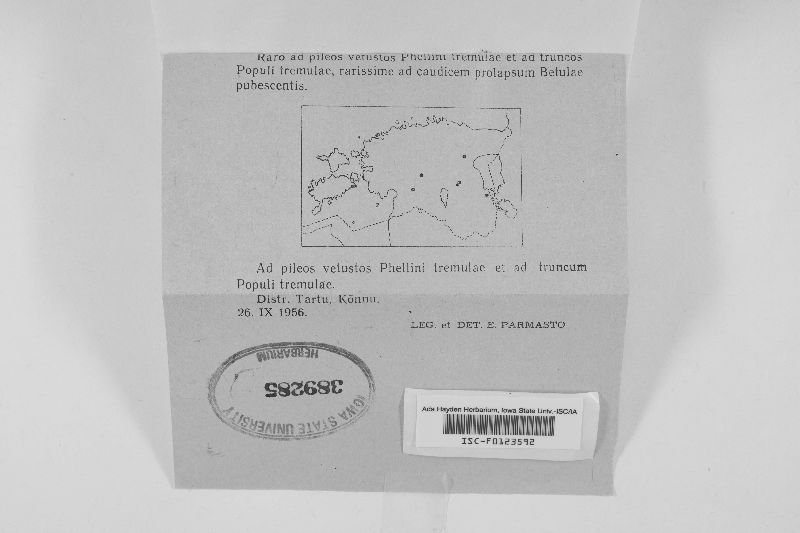 Raro ad pileos vetustos Phellini tremulae et ad truncos
Populi tremulae, rarissime ad caudicem prolapsum Betulae
pubescentis.
Ad pileos vetustos Phellini tremulae et ad truncum
Populi tremulae.
Distr. Tartu, Kõnnu.
26. IX 1956.
LEG. et DET. E. PARMASTO
HERBARIUM
389285
IOWA STATE UNIVERSITY
Ada Hayden Herbarium, Iowa State Univ.-ISC/IA
ISC-F0123592